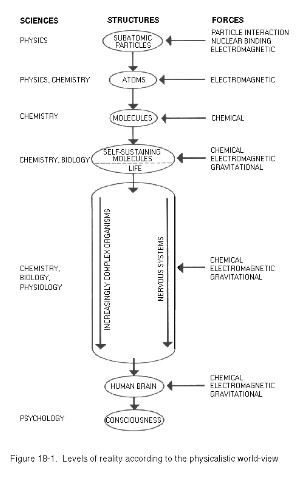 SCIENCES STRUCTURES FORCES
PHYSICS
SUBATOMIC
PARTICLES
PARTICLE INTERACTION
NUCLEAR BINDING
ELECTROMAGNETIC
PHYSICS, CHEMISTRY
ATOMS
ELECTROMAGNETIC
CHEMISTRY
MOLECULES
CHEMICAL
CHEMISTRY, BIOLOGY
SELF-SUSTAINING
MOLECULES
LIFE
CHEMICAL
ELECTROMAGNETIC
GRAVITATIONAL
CHEMISTRY,
BIOLOGY,
PHYSIOLOGY
INCREASINGLY COMPLEX ORGANISMS
NERVOUS SYSTEMS
CHEMICAL
ELECTROMAGNETIC
GRAVITATIONAL
HUMAN BRAIN
CHEMICAL
ELECTROMAGNETIC
GRAVITATIONAL
PSYCHOLOGY
CONSCIOUSNESS
Figure 18-1. Levels of reality according to the physicalistic world-view